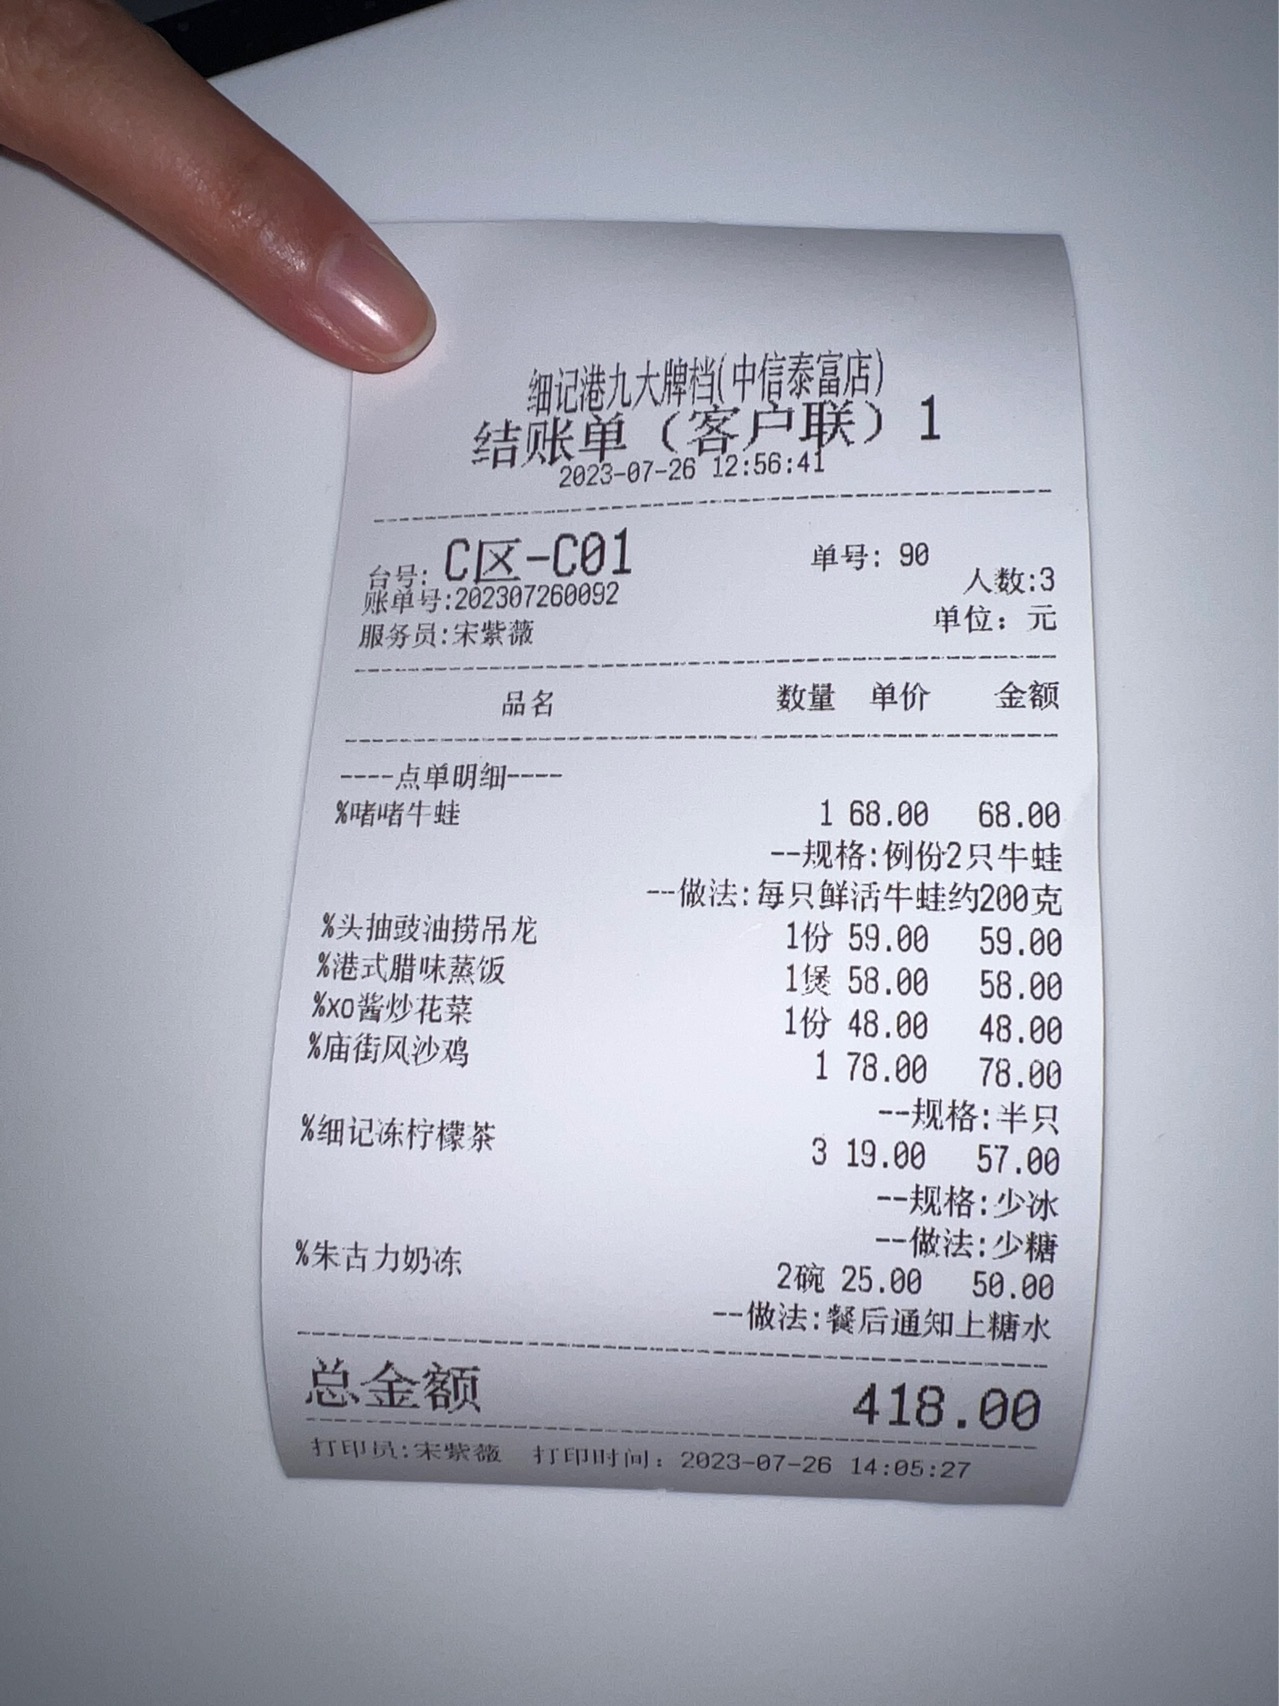 细记港九大牌档(中信泰富店)
结账单（客户联）1
2023-07-26 12:56:41
台号: C区-C01 单号: 90
人数:3
账单号:202307260092
服务员:宋紫薇 单位：元
品名 数量 单价 金额
----点单明细----
%啫啫牛蛙 1 68.00 68.00
--规格:例份2只牛蛙
--做法:每只鲜活牛蛙约200克
%头抽豉油捞吊龙 1份 59.00 59.00
%港式腊味蒸饭 1煲 58.00 58.00
%xo酱炒花菜 1份 48.00 48.00
%庙街风沙鸡 1 78.00 78.00
--规格:半只
%细记冻柠檬茶 3 19.00 57.00
--规格:少冰
--做法:少糖
%朱古力奶冻 2碗 25.00 50.00
--做法:餐后通知上糖水
总金额 418.00
打印员:宋紫薇 打印时间：2023-07-26 14:05:27